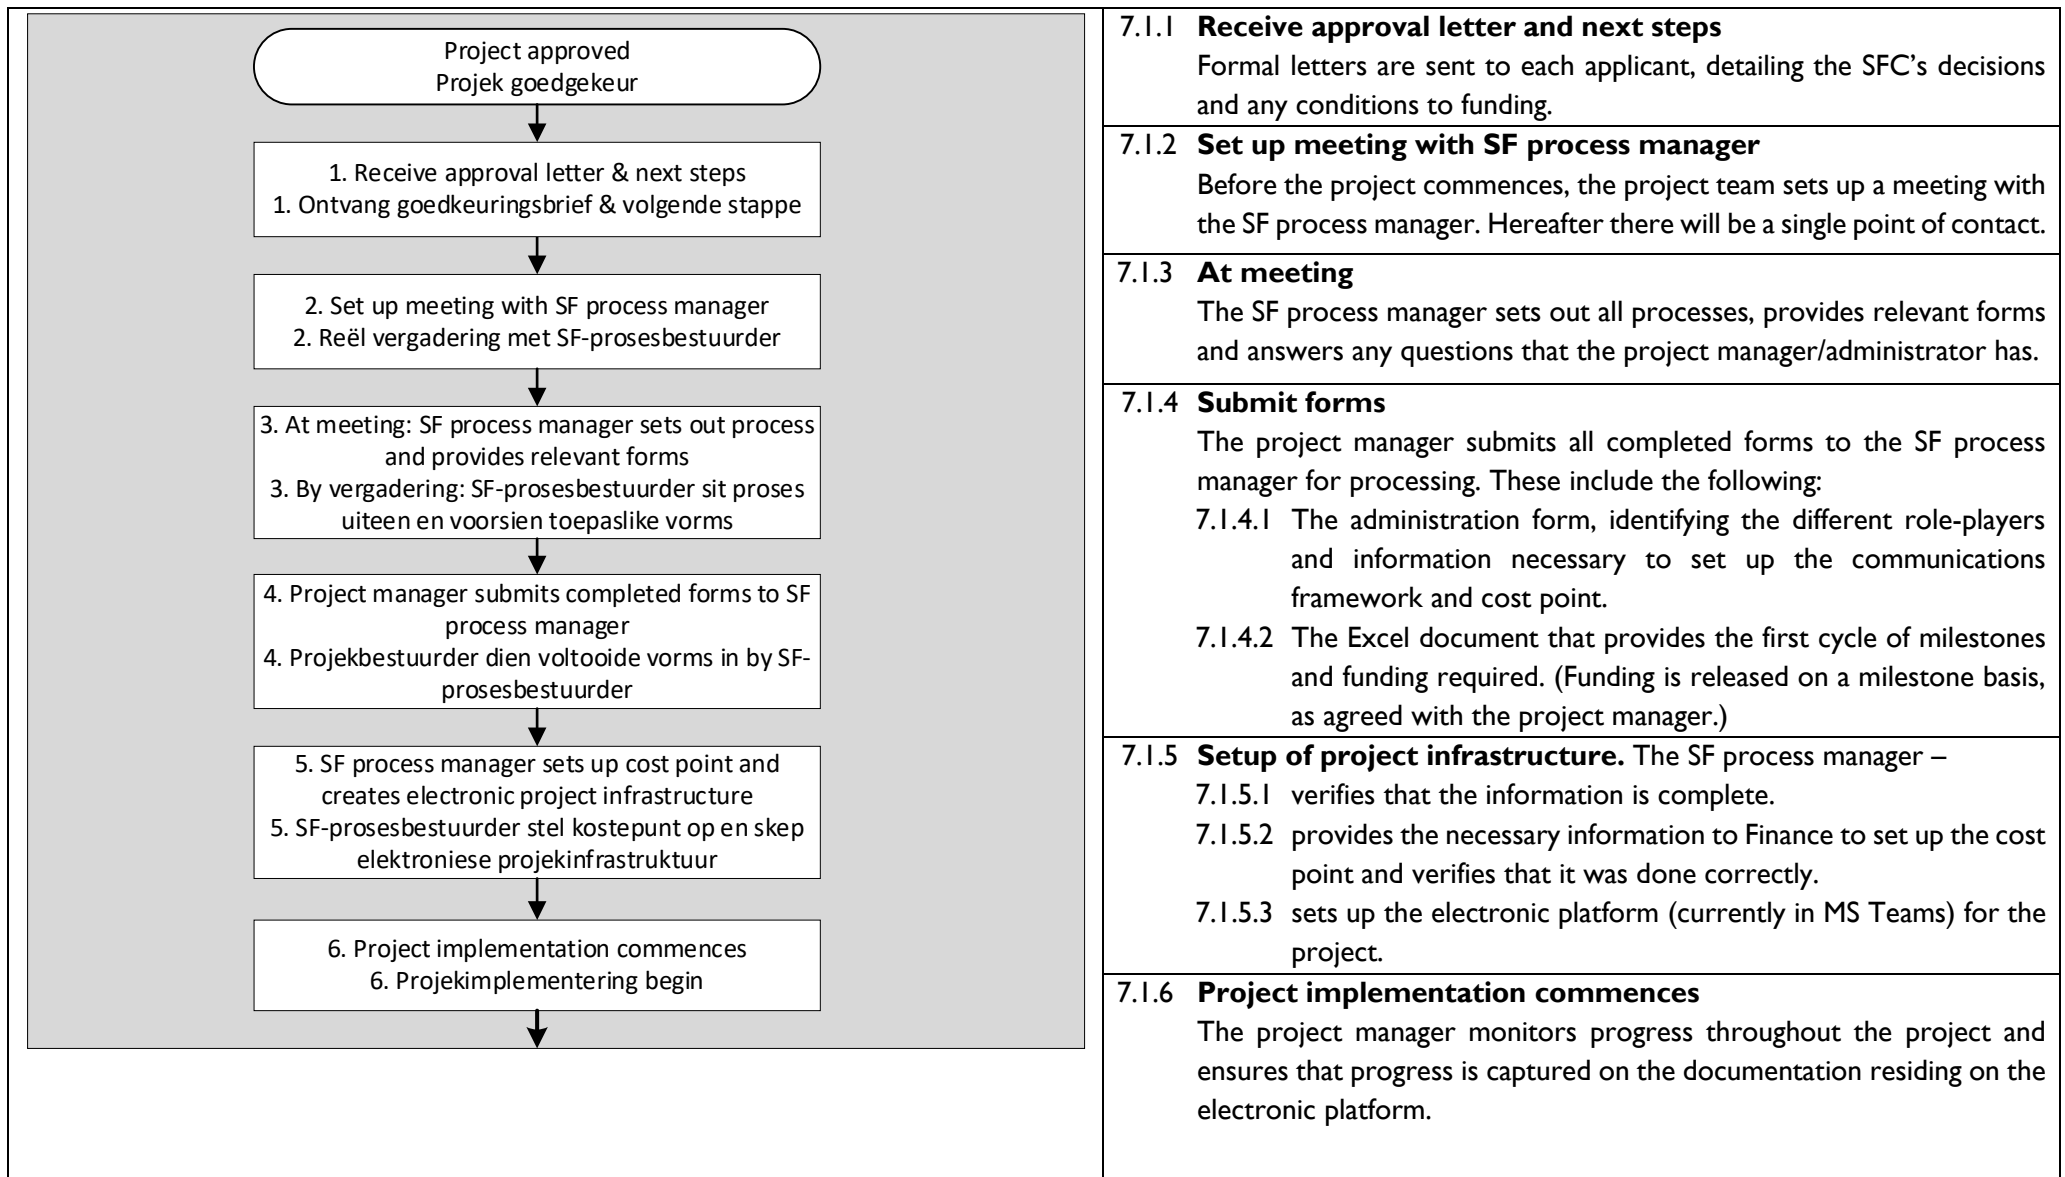 Project approved
Projek goedgekeur
1. Receive approval letter & next steps
1. Ontvang goedkeuringsbrief & volgende stappe
2. Set up meeting with SF process manager
2. Reël vergadering met SF-prosesbestuurder
3. At meeting: SF process manager sets out process
and provides relevant forms
3. By vergadering: SF-prosesbestuurder sit proses
uiteen en voorsien toepaslike vorms
4. Project manager submits completed forms to SF
process manager
4. Projekbestuurder dien voltooide vorms in by SF-
prosesbestuurder
5. SF process manager sets up cost point and
creates electronic project infrastructure
5. SF-prosesbestuurder stel kostepunt op en skep
elektroniese projekinfrastruktuur
6. Project implementation commences
6. Projekimplementering begin
7.1.1 Receive approval letter and next steps
Formal letters are sent to each applicant, detailing the SFC’s decisions
and any conditions to funding.
7.1.2 Set up meeting with SF process manager
Before the project commences, the project team sets up a meeting with
the SF process manager. Hereafter there will be a single point of contact.
7.1.3 At meeting
The SF process manager sets out all processes, provides relevant forms
and answers any questions that the project manager/administrator has.
7.1.4 Submit forms
The project manager submits all completed forms to the SF process
manager for processing. These include the following:
7.1.4.1 The administration form, identifying the different role-players
and information necessary to set up the communications
framework and cost point.
7.1.4.2 The Excel document that provides the first cycle of milestones
and funding required. (Funding is released on a milestone basis,
as agreed with the project manager.)
7.1.5 Setup of project infrastructure. The SF process manager –
7.1.5.1 verifies that the information is complete.
7.1.5.2 provides the necessary information to Finance to set up the cost
point and verifies that it was done correctly.
7.1.5.3 sets up the electronic platform (currently in MS Teams) for the
project.
7.1.6 Project implementation commences
The project manager monitors progress throughout the project and
ensures that progress is captured on the documentation residing on the
electronic platform.